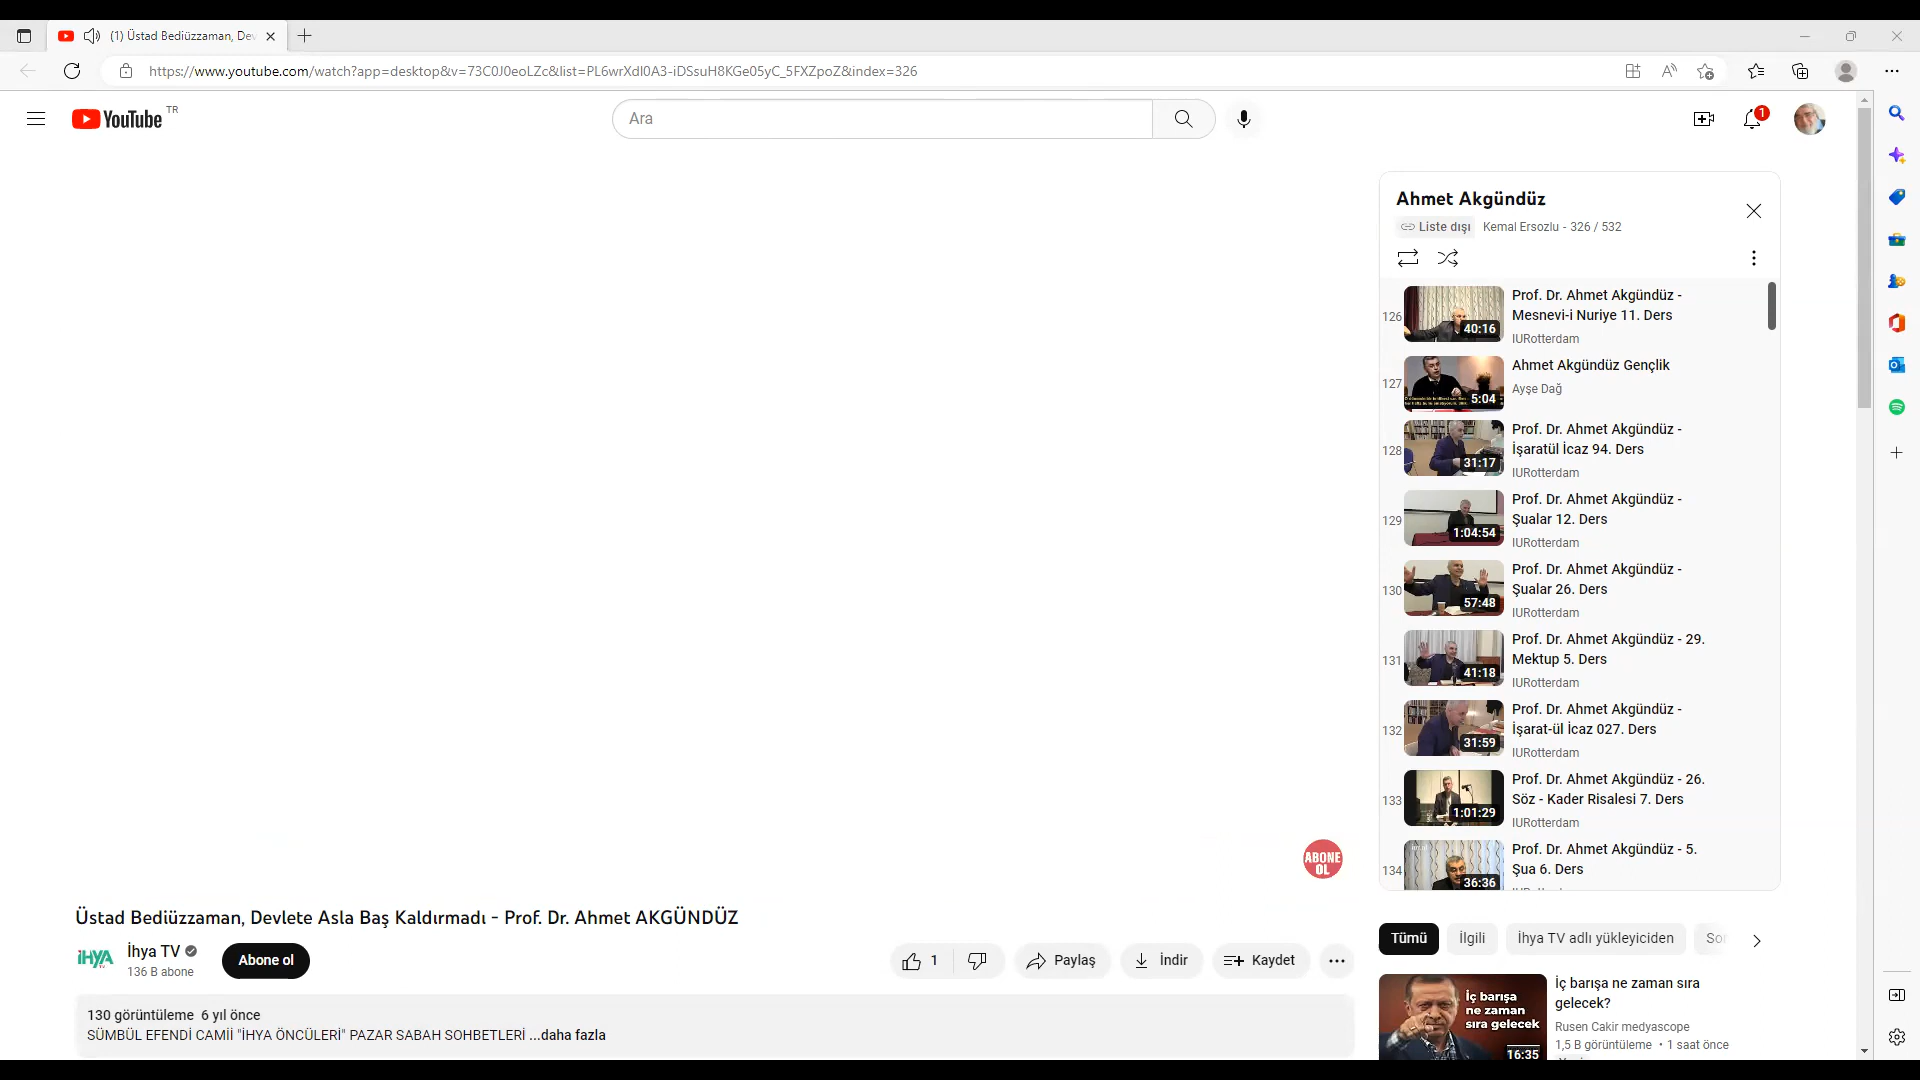 (1) Üstad Bediüzzaman, Dev
https://www.youtube.com/watch?app=desktop&v=73C0J0eoLZc&list=PL6wrXdI0A3-iDSsuH8KGe05yC_5FXZpoZ&index=326
YouTube TR
Ara
1
Ahmet Akgündüz
Liste dışı Kemal Ersozlu - 326 / 532
126
40:16
Prof. Dr. Ahmet Akgündüz -
Mesnevi-i Nuriye 11. Ders
IURotterdam
127
5:04
Ahmet Akgündüz Gençlik
Ayşe Dağ
128
31:17
Prof. Dr. Ahmet Akgündüz -
İşaratül İcaz 94. Ders
IURotterdam
129
1:04:54
Prof. Dr. Ahmet Akgündüz -
Şualar 12. Ders
IURotterdam
130
57:48
Prof. Dr. Ahmet Akgündüz -
Şualar 26. Ders
IURotterdam
131
41:18
Prof. Dr. Ahmet Akgündüz - 29.
Mektup 5. Ders
IURotterdam
132
31:59
Prof. Dr. Ahmet Akgündüz -
İşarat-ül İcaz 027. Ders
IURotterdam
133
1:01:29
Prof. Dr. Ahmet Akgündüz - 26.
Söz - Kader Risalesi 7. Ders
IURotterdam
134
36:36
Prof. Dr. Ahmet Akgündüz - 5.
Şua 6. Ders
ABONE
OL
Üstad Bediüzzaman, Devlete Asla Baş Kaldırmadı - Prof. Dr. Ahmet AKGÜNDÜZ
iHYA TV
İhya TV
136 B abone
Abone ol
1
Paylaş
İndir
Kaydet
130 görüntüleme 6 yıl önce
SÜMBÜL EFENDİ CAMİİ "İHYA ÖNCÜLERİ" PAZAR SABAH SOHBETLERİ ...daha fazla
Tümü
İlgili
İhya TV adlı yükleyiciden
İç barışa
ne zaman
sıra gelecek
16:35
İç barışa ne zaman sıra
gelecek?
Rusen Cakir medyascope
1,5 B görüntüleme • 1 saat önce